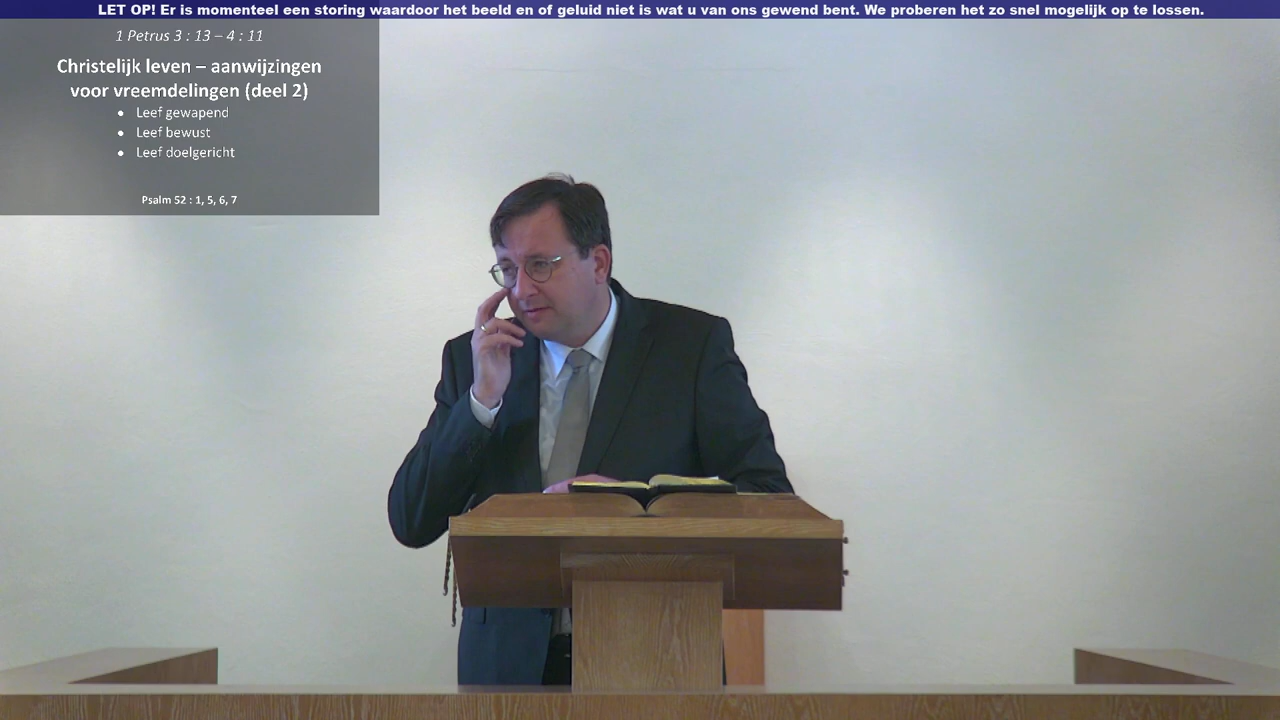 LET OP! Er is momenteel een storing waardoor het beeld en of geluid niet is wat u van ons gewend bent. We proberen het zo snel mogelijk op te lossen.
1 Petrus 3 : 13 – 4 : 11
Christelijk leven – aanwijzingen
voor vreemdelingen (deel 2)
• Leef gewapend
• Leef bewust
• Leef doelgericht
Psalm 52 : 1, 5, 6, 7